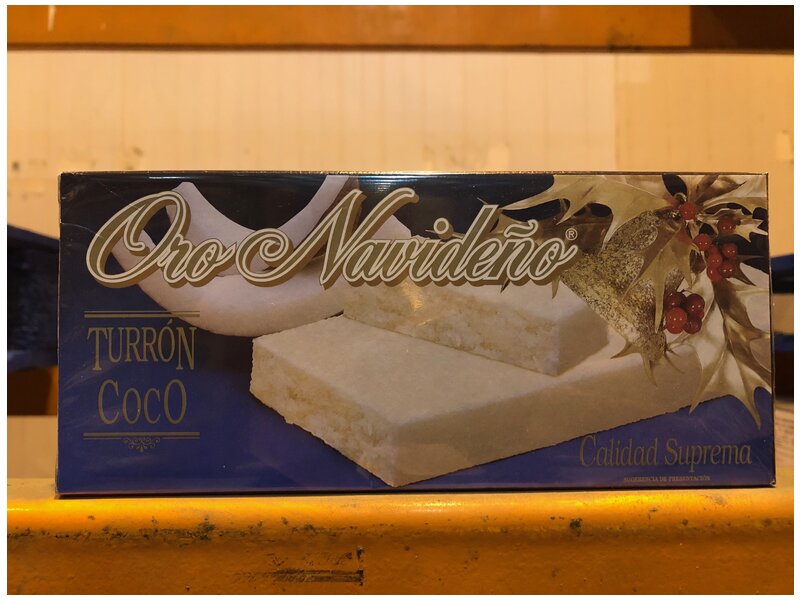 Oro Navideño®
TURRÓN
COCO
Calidad Suprema
SUGERENCIA DE PRESENTACIÓN